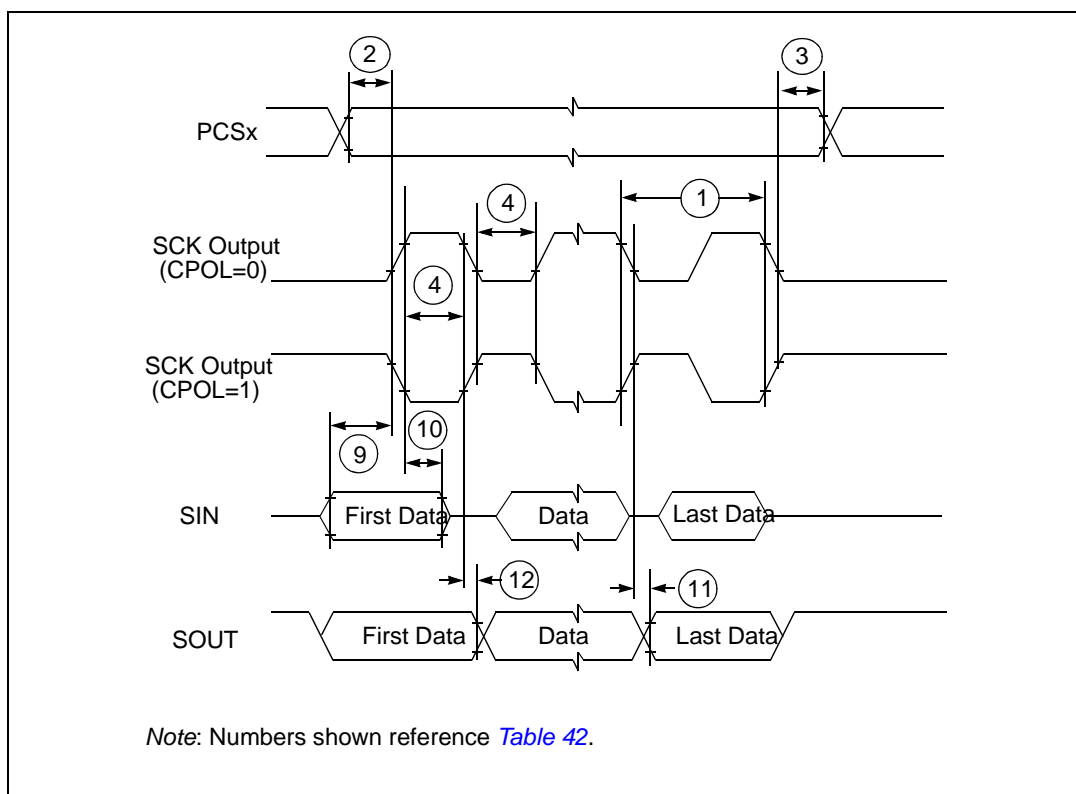 2
3
PCSx
4
1
SCK Output
(CPOL=0)
4
SCK Output
(CPOL=1)
10
9
SIN
First Data
Data
Last Data
12
11
SOUT
First Data
Data
Last Data
Note: Numbers shown reference Table 42.